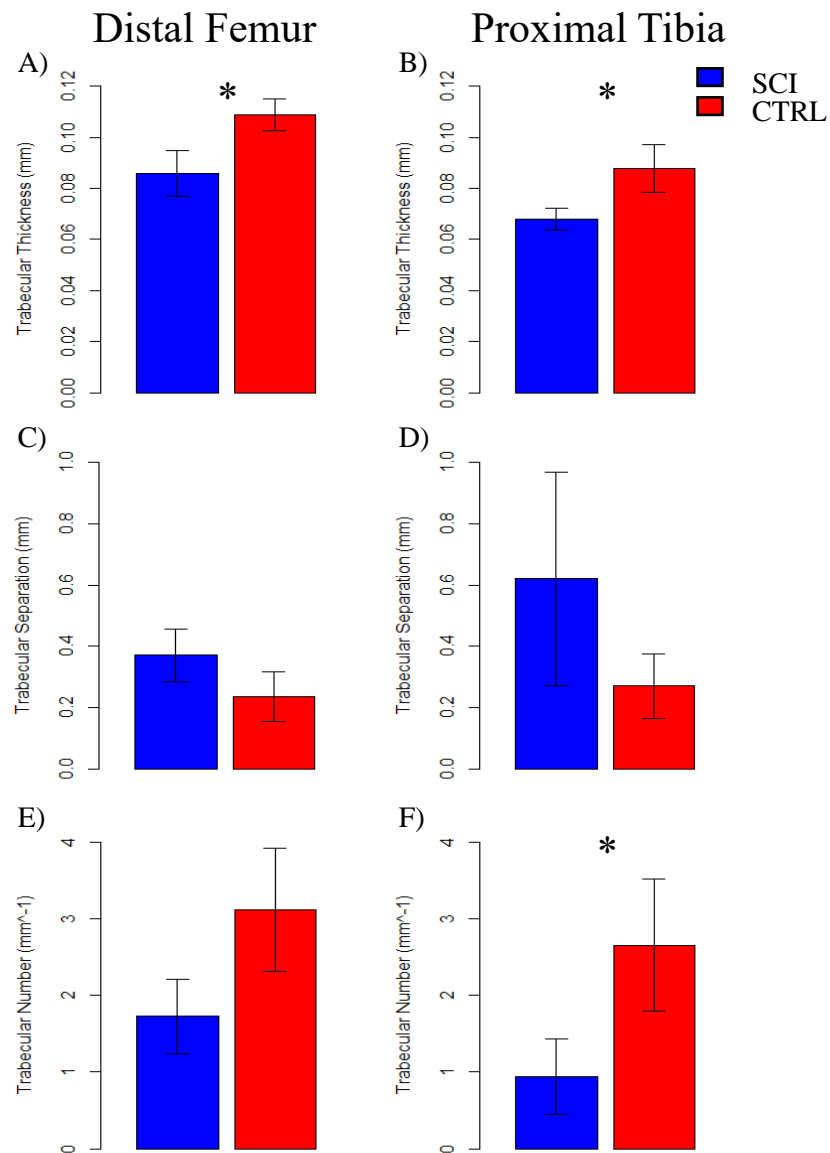 Distal Femur
Proximal Tibia
A)
B)
SCI
CTRL
*
*
Trabecular Thickness (mm)
0.00 0.02 0.04 0.06 0.08 0.10 0.12
Trabecular Thickness (mm)
0.00 0.02 0.04 0.06 0.08 0.10 0.12
C)
D)
Trabecular Separation (mm)
0.0 0.2 0.4 0.6 0.8 1.0
Trabecular Separation (mm)
0.0 0.2 0.4 0.6 0.8 1.0
E)
F)
*
Trabecular Number (mm^-1)
0 1 2 3 4
Trabecular Number (mm^-1)
0 1 2 3 4